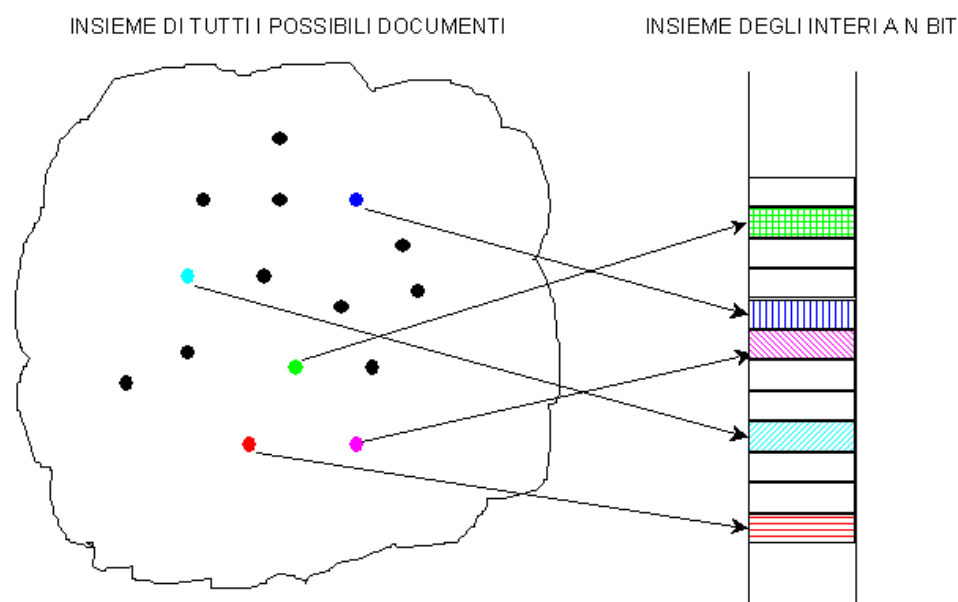 INSIEME DI TUTTI I POSSIBILI DOCUMENTI
INSIEME DEGLI INTERI A N BIT